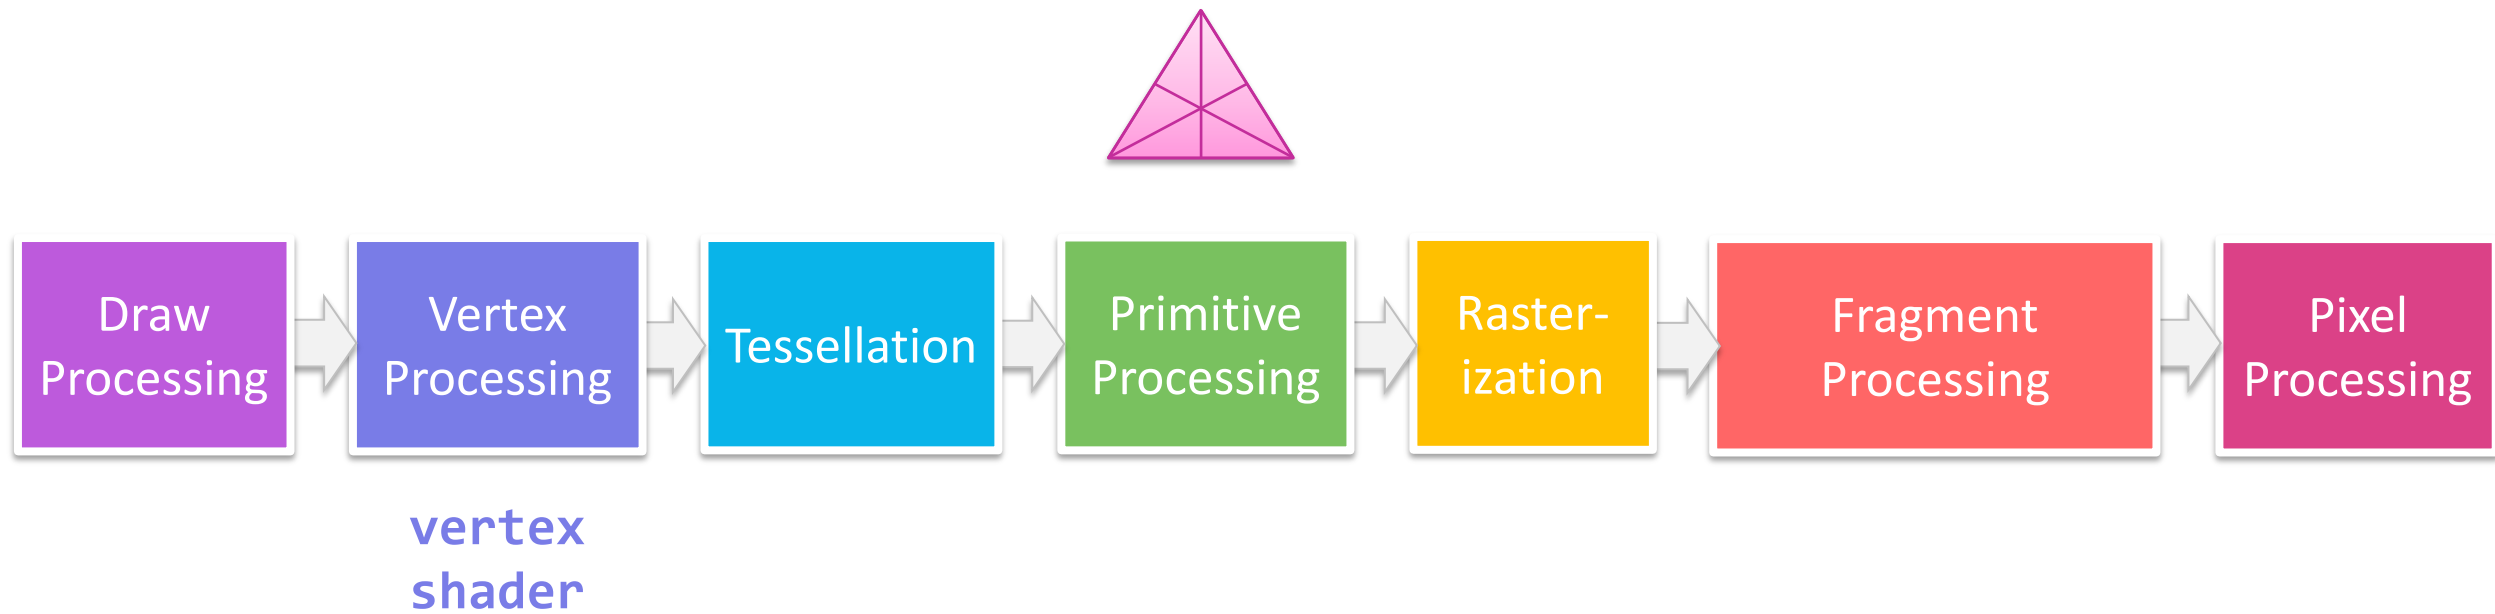 Draw
Processing
Vertex
Processing
Tessellation
Primitive
Processing
Raster-
ization
Fragment
Processing
Pixel
Processing
vertex
shader